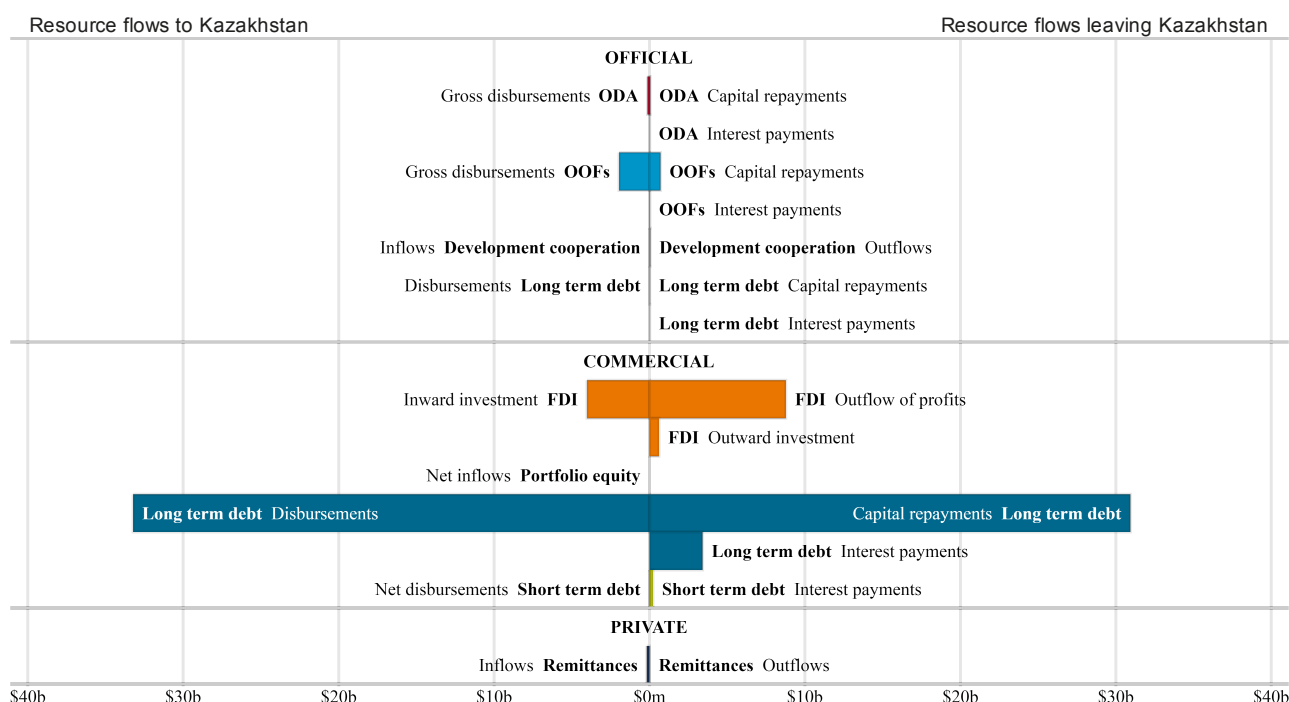 Resource flows to Kazakhstan Resource flows leaving Kazakhstan
OFFICIAL
Gross disbursements ODA ODA Capital repayments
ODA Interest payments
Gross disbursements OOFs OOFs Capital repayments
OOFs Interest payments
Inflows Development cooperation Development cooperation Outflows
Disbursements Long term debt Long term debt Capital repayments
Long term debt Interest payments
COMMERCIAL
Inward investment FDI FDI Outflow of profits
FDI Outward investment
Net inflows Portfolio equity
Long term debt Disbursements Capital repayments Long term debt
Long term debt Interest payments
Net disbursements Short term debt Short term debt Interest payments
PRIVATE
Inflows Remittances Remittances Outflows
$40b $30b $20b $10b $0m $10b $20b $30b $40b